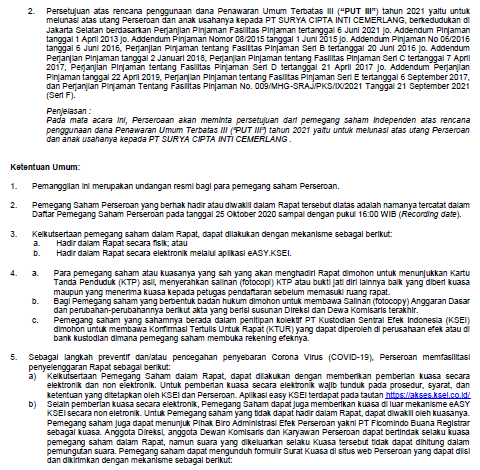 2. Persetujuan atas rencana penggunaan dana Penawaran Umum Terbatas III ("PUT III") tahun 2021 yaitu untuk
melunasi atas utang Perseroan dan anak usahanya kepada PT SURYA CIPTA INTI CEMERLANG, berkedudukan di
Jakarta Selatan berdasarkan Perjanjian Pinjaman Fasilitas Pinjaman tertanggal 6 Juni 2021 jo. Addendum Pinjaman
tanggal 1 April 2013 jo. Addendum Pinjaman Nomor 06/2015 tanggal 1 Juni 2015 jo. Addendum Pinjaman No 06/2016
tanggal 6 Juni 2016, Perjanjian Pinjaman tentang Fasilitas Pinjaman Seri B tertanggal 20 Juni 2016 jo. Addendum
Perjanjian Pinjaman tanggal 2 Januari 2018, Perjanjian Pinjaman tentang Fasilitas Pinjaman Seri C tertanggal 7 April
2017, Perjanjian Pinjaman tentang Fasilitas Pinjaman Seri D tertanggal 21 April 2017 jo. Addendum Perjanjian
Pinjaman tanggal 22 April 2019, Perjanjian Pinjaman tentang Fasilitas Pinjaman Seri E tertanggal 6 September 2017,
dan Perjanjian Pinjaman Tentang Fasilitas Pinjaman No. 009/MHG-SRAJ/PKS/IX/2021 Tanggal 21 September 2021
(Seri F).
Penjelasan :
Pada mata acara ini, Perseroaan akan meminta persetujuan dari pemegang saham Independen atas rencana
penggunaan dana Penawaran Umum Terbatas III ("PUT III") tahun 2021 yaitu untuk melunasi atas utang Perseroan
dan anak usahanya kepada PT SURYA CIPTA INTI CEMERLANG .
Ketentuan Umum:
1. Pemanggilan ini merupakan undangan resmi bagi para pemegang saham Perseroan.
2. Pemegang Saham Perseroan yang berhak hadir atau diwakili dalam Rapat tersebut diatas adalah namanya tercatat dalam
Daftar Pemegang Saham Perseroan pada tanggal 25 Oktober 2020 sampai dengan pukul 16:00 WIB (Recording date).
3. Keikutsertaan pemegang saham dalam Rapat, dapat dilakukan dengan mekanisme sebagai berikut:
a. Hadir dalam Rapat secara fisik; atau
b. Hadir dalam Rapat secara elektronik melalui aplikasi eASY.KSEI.
4. a. Para pemegang saham atau kuasanya yang sah yang akan menghadiri Rapat dimohon untuk menunjukkan Kartu
Tanda Penduduk (KTP) asli, menyerahkan salinan (fotocopi) KTP atau bukti jati diri lainnya baik yang diberi kuasa
maupun yang menerima kuasa kepada petugas pendaftaran sebelum memasuki ruang rapat.
b. Bagi Pemegang Saham yang berbentuk badan hukum dimohon untuk membawa Salinan (fotocopy) Anggaran Dasar
dan perubahan-perubahannya berikut akta yang berisi susunan Direksi dan Dewa Komisaris terakhir.
c. Pemegang saham yang sahamnya berada dalam penitipan kolektif PT Kustodian Sentral Efek Indonesia (KSEI)
dimohon untuk membawa Konfirmasi Tertulis Untuk Rapat (KTUR) yang dapat diperoleh di perusahaan efek atau di
bank kustodian dimana pemegang saham membuka rekening efeknya.
5. Sebagai langkah preventif dan/atau pencegahan penyebaran Corona Virus (COVID-19), Perseroan memfasilitasi
penyelenggaran Rapat sebagai berikut:
a) Keikutsertaan Pemegang Saham dalam Rapat, dapat dilakukan dengan memberikan pemberian kuasa secara
elektronik dan non elektronik. Untuk pemberian kuasa secara elektronik wajib tunduk pada prosedur, syarat, dan
ketentuan yang ditetapkan oleh KSEI dan Perseroan. Aplikasi easy KSEI terdapat pada tautan https://akses.ksei.co.id/
b) Selain pemberian kuasa secara elektronik, Pemegang Saham dapat juga memberikan kuasa di luar mekanisme eASY
KSEI secara non eletronik. Untuk Pemegang Saham yang tidak dapat hadir dalam Rapat, dapat diwakili oleh kuasanya.
Pemegang saham juga dapat menunjuk Pihak Biro Administrasi Efek Perseroan yakni PT Ficomindo Buana Registrar
sebagai kuasa. Anggota Direksi, anggota Dewan Komisaris dan Karyawan Perseroan dapat bertindak selaku kuasa
pemegang saham dalam Rapat, namun suara yang dikeluarkan selaku Kuasa tersebut tidak dapat dihitung dalam
pemungutan suara. Pemegang saham dapat mengunduh formulir Surat Kuasa di situs web Perseroan yang dapat diisi
dan dikirimkan dengan mekanisme sebagai berikut: